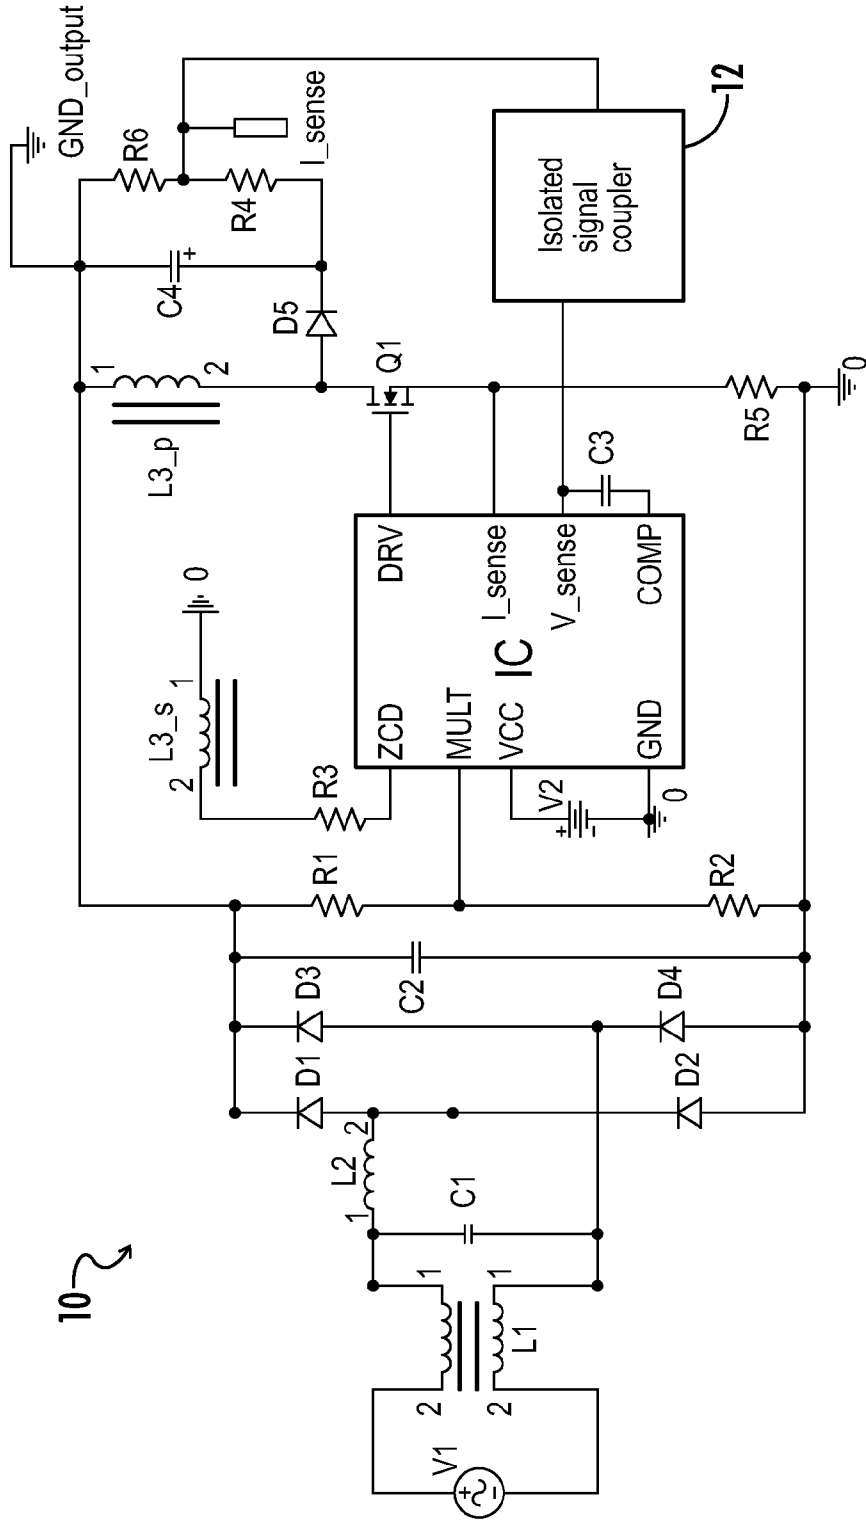 10
V1
+
-
2
1
2
1
L1
C1
1
L2
2
D1
D2
D3
D4
C2
R1
R2
R3
2
L3_s
1
0
V2
+
-
0
ZCD
MULT
VCC
GND
IC
DRV
I_sense
V_sense
COMP
C3
L3_p
1
2
Q1
R5
0
D5
C4
+
R4
R6
I_sense
GND_output
Isolated
signal
coupler
12